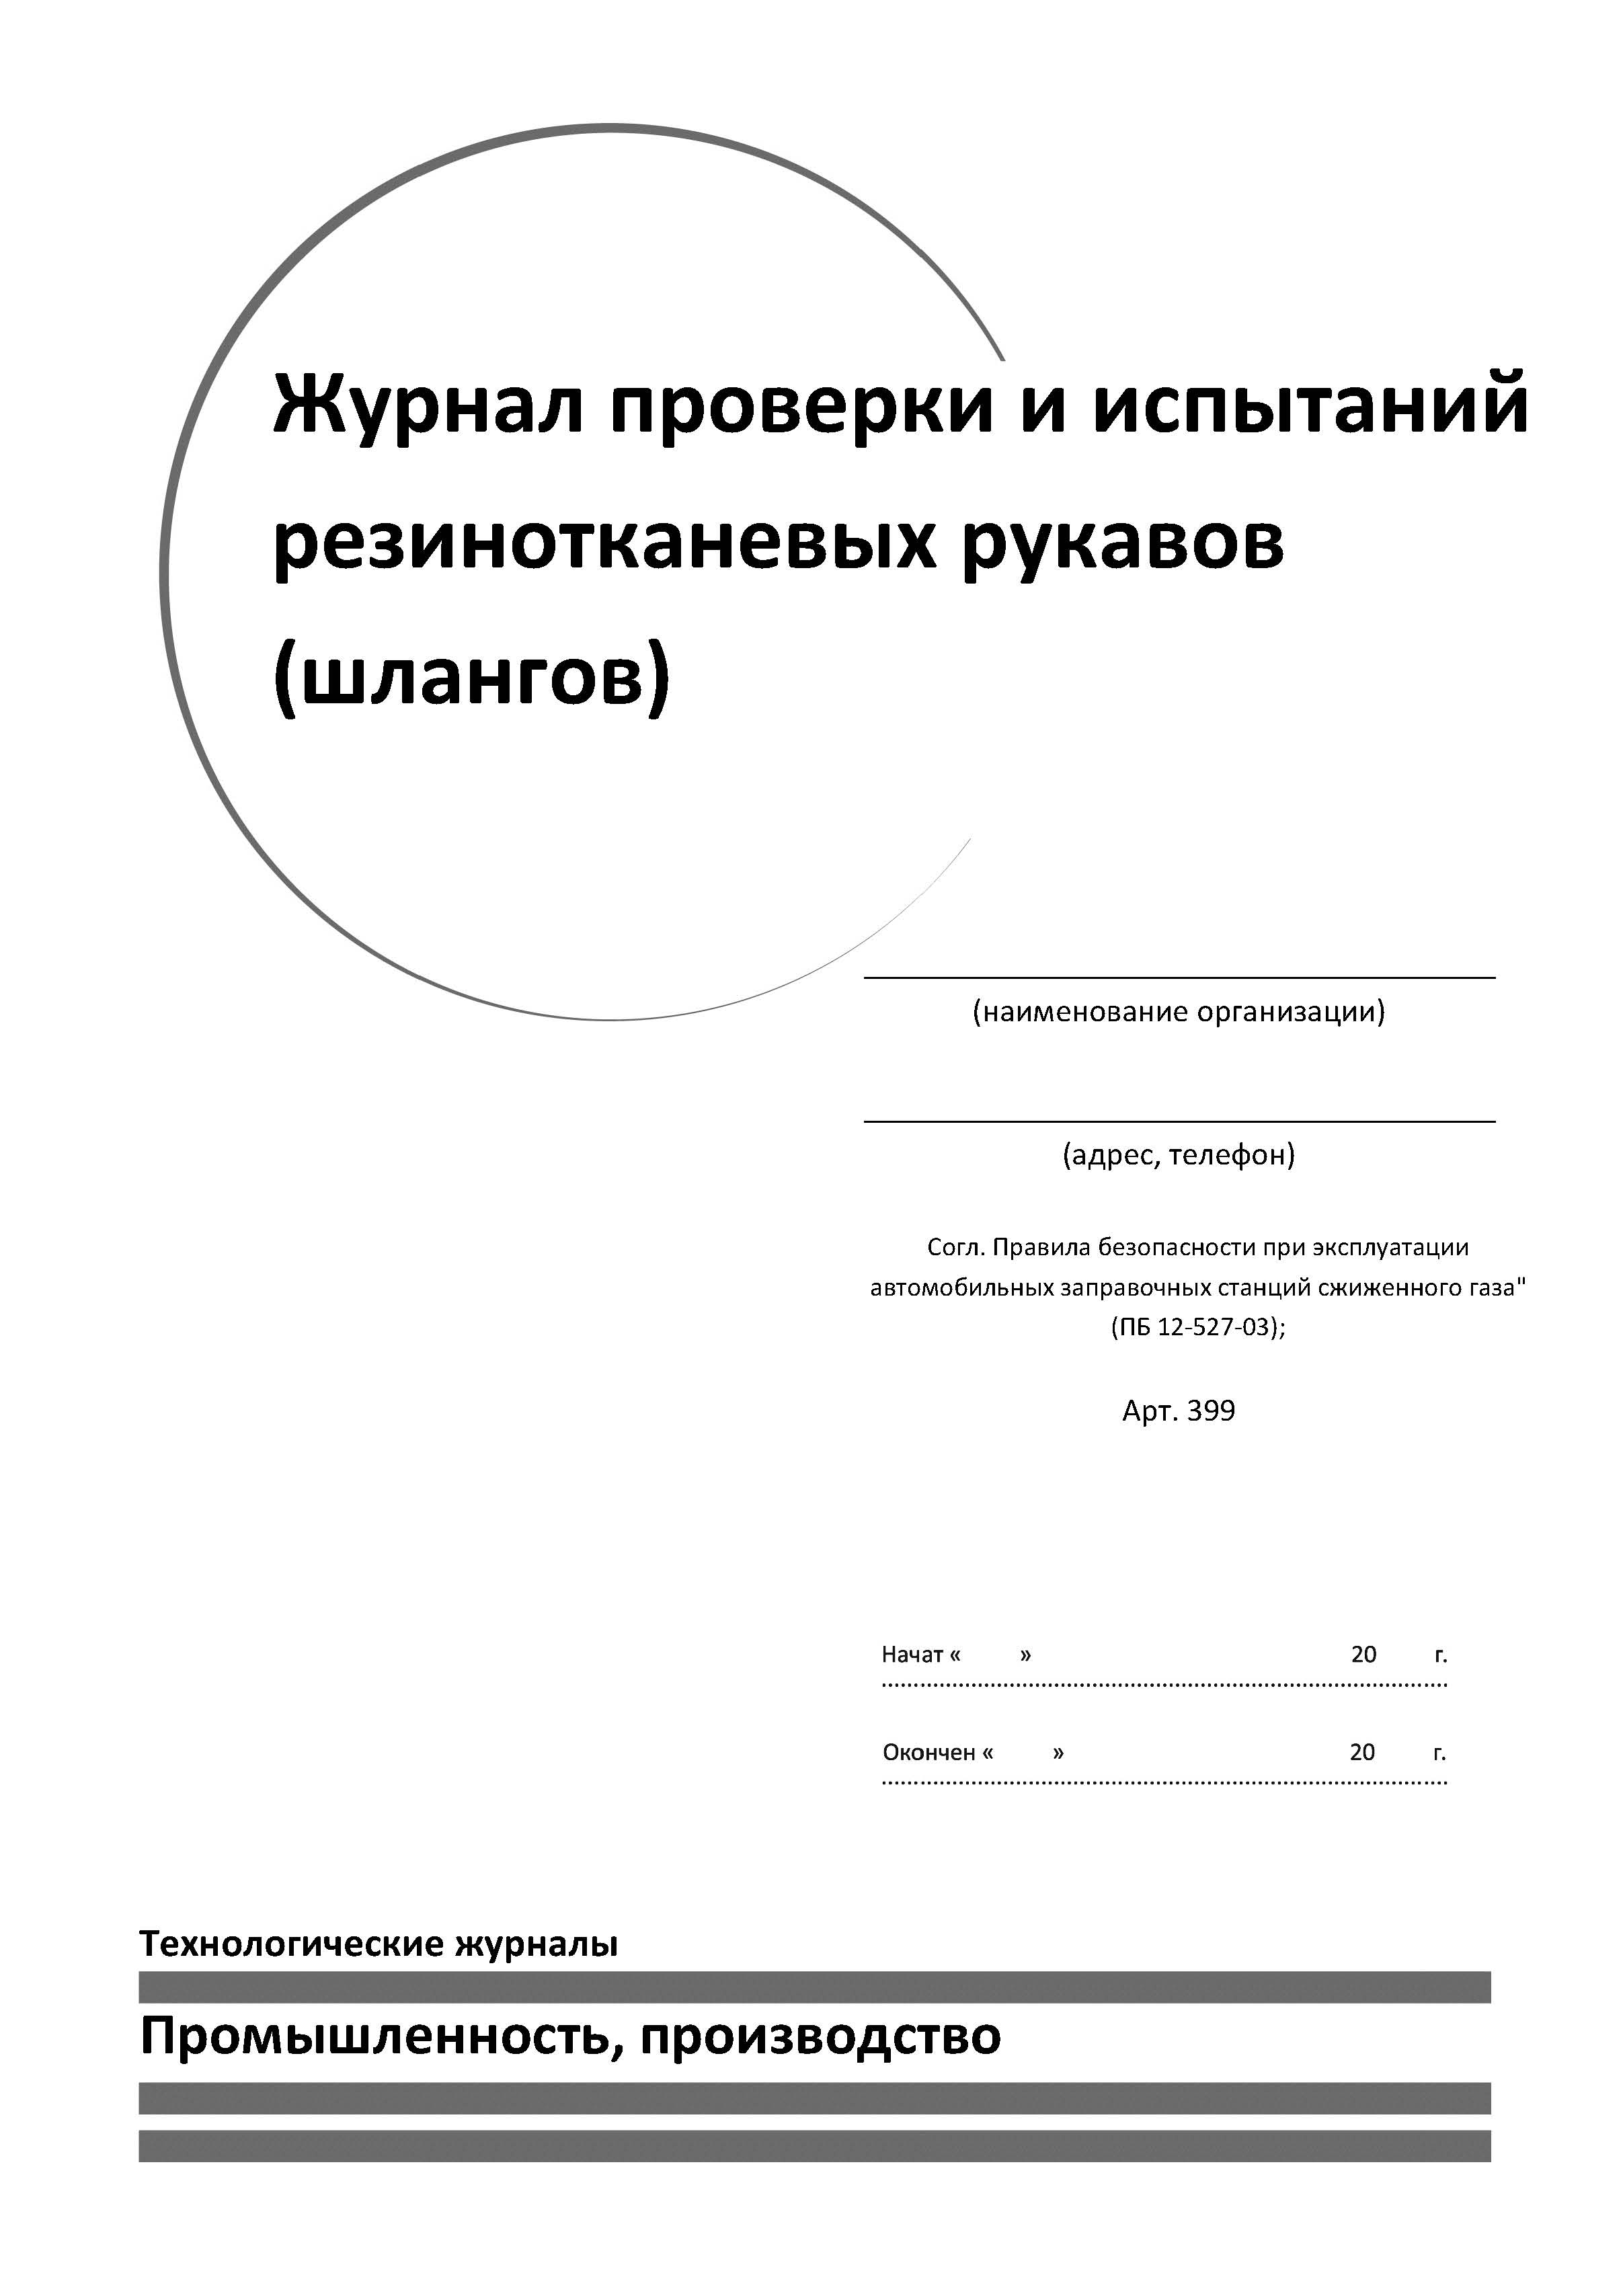 Журнал проверки и испытаний
резинотканевых рукавов
(шлангов)
(наименование организации)
(адрес, телефон)
Согл. Правила безопасности при эксплуатации
автомобильных заправочных станций сжиженного газа"
(ПБ 12-527-03);
Арт. 399
Начат « » 20 г.
Окончен « » 20 г.
Технологические журналы
Промышленность, производство